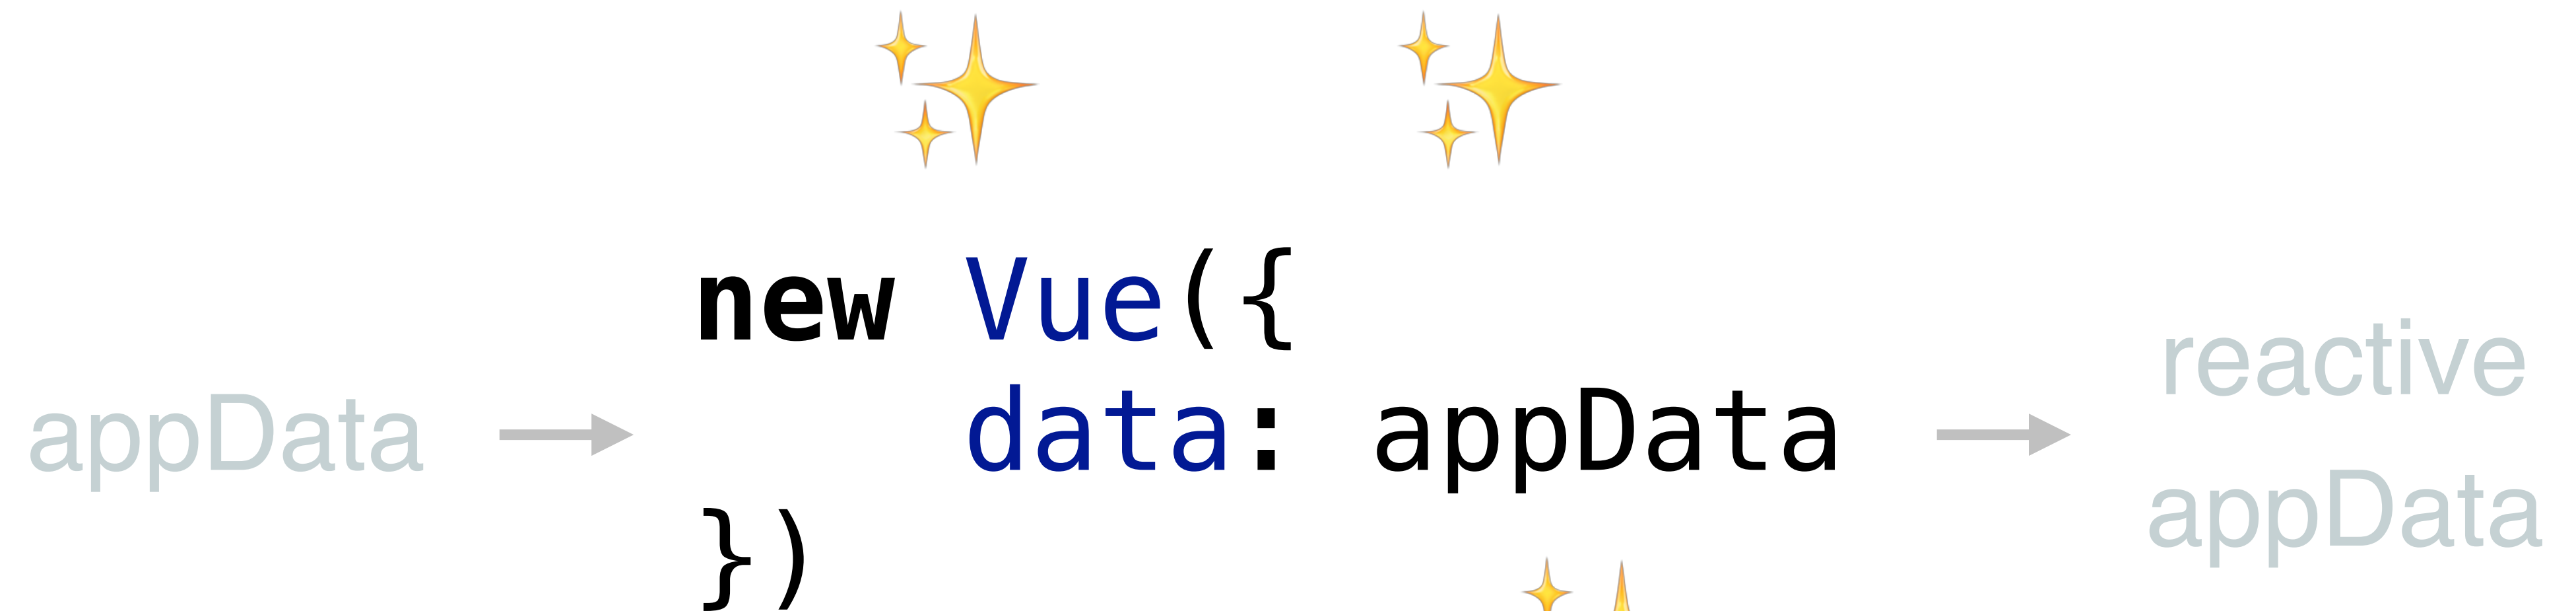 appData
new Vue({
    data: appData
})
reactive
appData